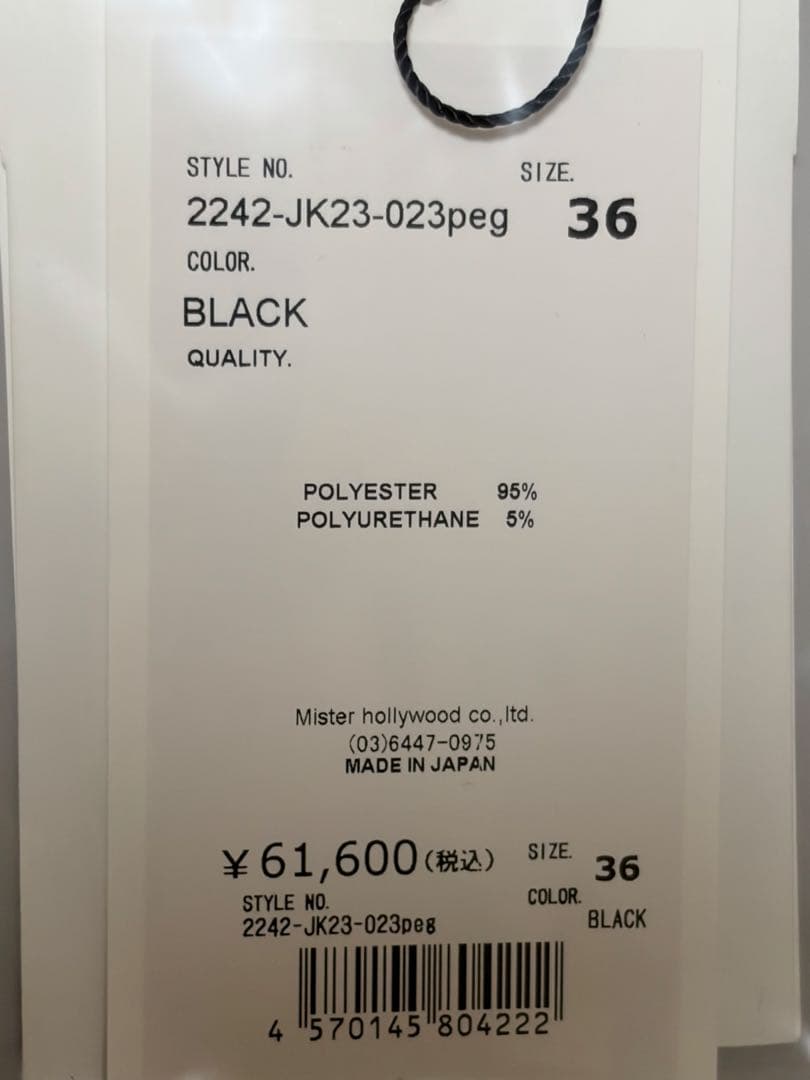 STYLE NO. SIZE.
2242-JK23-023peg 36
COLOR.
BLACK
QUALITY.
POLYESTER 95%
POLYURETHANE 5%
Mister hollywood co.,ltd.
(03)6447-0975
MADE IN JAPAN
¥61,600(税込) SIZE. 36
STYLE NO. COLOR.
2242-JK23-023peg BLACK
4 570145 804222